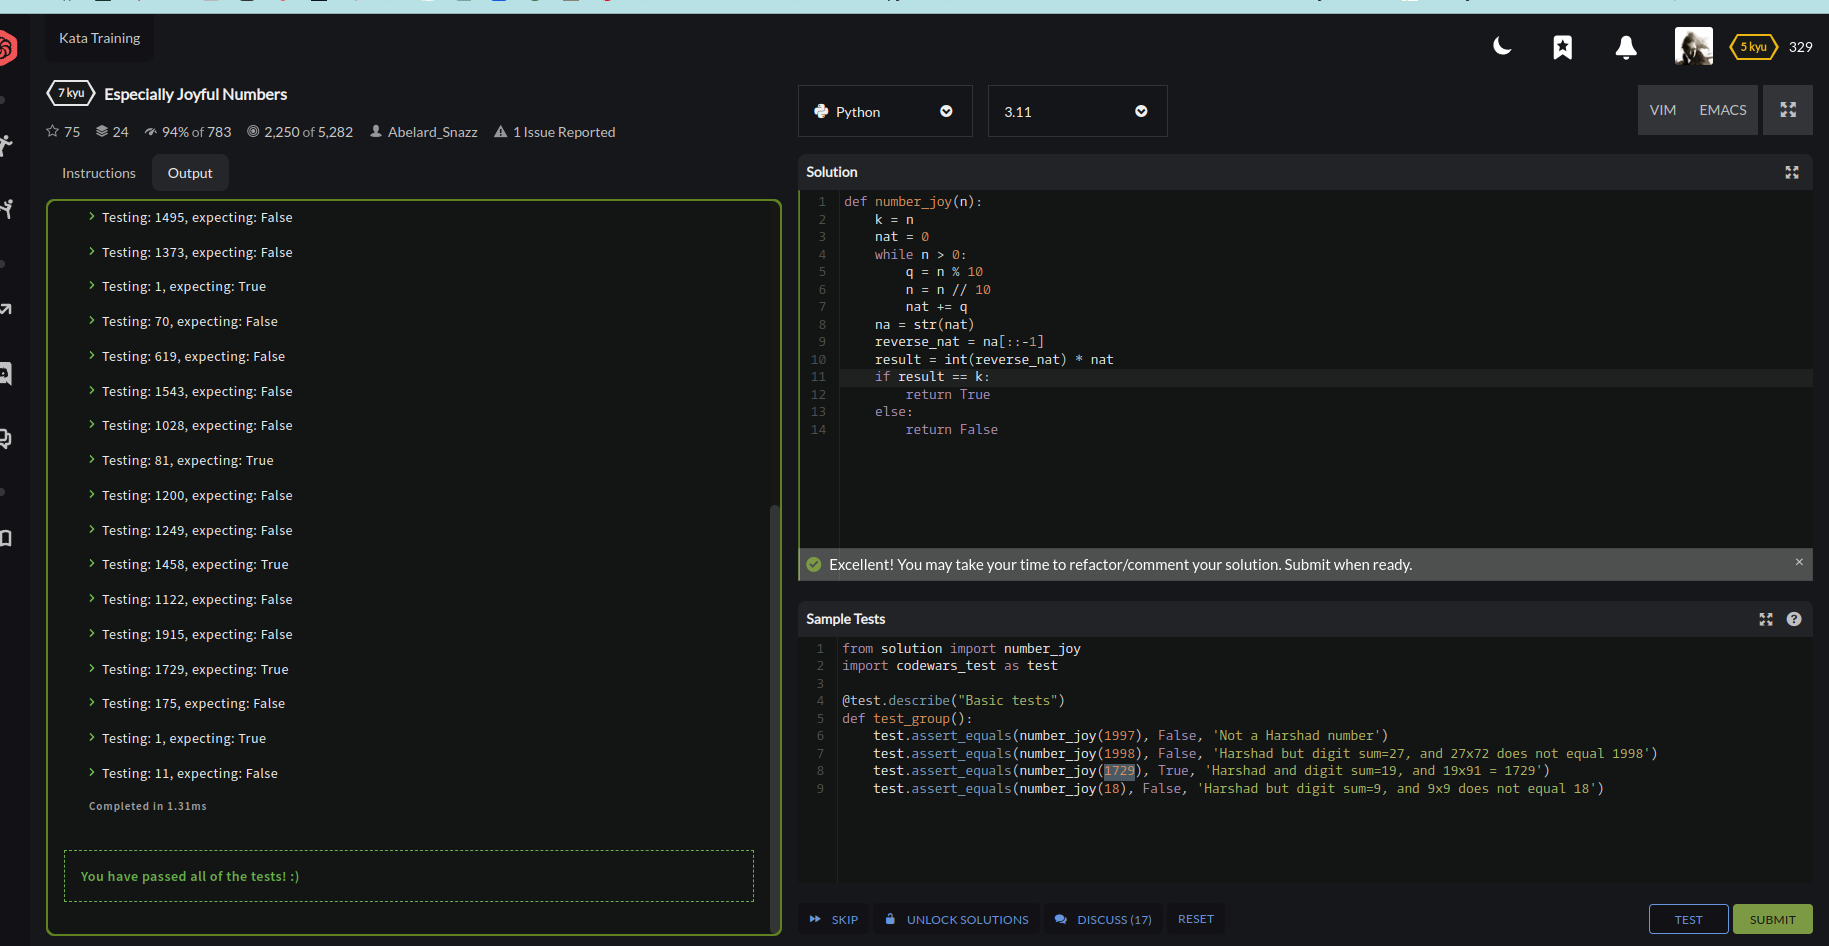 Kata Training
5 kyu 329
7 kyu Especially Joyful Numbers
75 24 94% of 783 2,250 of 5,282 Abelard_Snazz 1 Issue Reported
Instructions Output
Testing: 1495, expecting: False
Testing: 1373, expecting: False
Testing: 1, expecting: True
Testing: 70, expecting: False
Testing: 619, expecting: False
Testing: 1543, expecting: False
Testing: 1028, expecting: False
Testing: 81, expecting: True
Testing: 1200, expecting: False
Testing: 1249, expecting: False
Testing: 1458, expecting: True
Testing: 1122, expecting: False
Testing: 1915, expecting: False
Testing: 1729, expecting: True
Testing: 175, expecting: False
Testing: 1, expecting: True
Testing: 11, expecting: False
Completed in 1.31ms
You have passed all of the tests! :)
Python 3.11 VIM EMACS
Solution
1 def number_joy(n):
2     k = n
3     nat = 0
4     while n > 0:
5         q = n % 10
6         n = n // 10
7         nat += q
8     na = str(nat)
9     reverse_nat = na[::-1]
10     result = int(reverse_nat) * nat
11     if result == k:
12         return True
13     else:
14         return False
Excellent! You may take your time to refactor/comment your solution. Submit when ready.
Sample Tests
1 from solution import number_joy
2 import codewars_test as test
3
4 @test.describe("Basic tests")
5 def test_group():
6     test.assert_equals(number_joy(1997), False, 'Not a Harshad number')
7     test.assert_equals(number_joy(1998), False, 'Harshad but digit sum=27, and 27x72 does not equal 1998')
8     test.assert_equals(number_joy(1729), True, 'Harshad and digit sum=19, and 19x91 = 1729')
9     test.assert_equals(number_joy(18), False, 'Harshad but digit sum=9, and 9x9 does not equal 18')
SKIP UNLOCK SOLUTIONS DISCUSS (17) RESET TEST SUBMIT